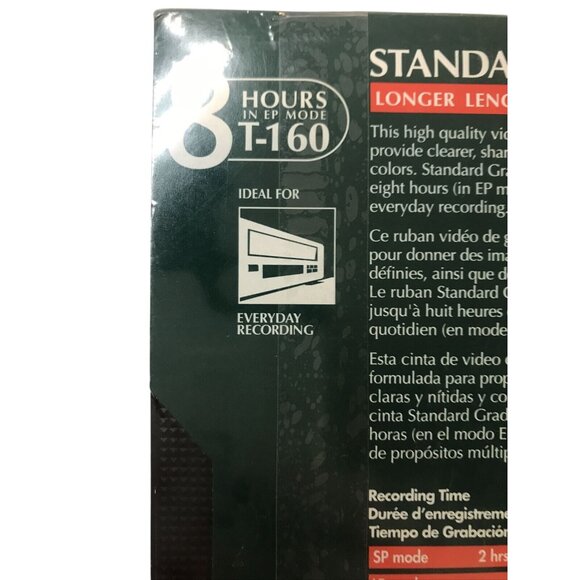 8 HOURS
IN EP MODE
T-160
IDEAL FOR
EVERYDAY
RECORDING
STANDA
LONGER LENG
This high quality vi
provide clearer, shar
colors. Standard Gra
eight hours (in EP m
everyday recording.
Ce ruban vidéo de g
pour donner des ima
définies, ainsi que d
Le ruban Standard G
jusqu'à huit heures
quotidien (en mode
Esta cinta de video
formulada para prop
claras y nítidas y co
cinta Standard Grad
horas (en el modo E
de propósitos múltip
Recording Time
Durée d'enregistreme
Tiempo de Grabación
SP mode 2 hrs